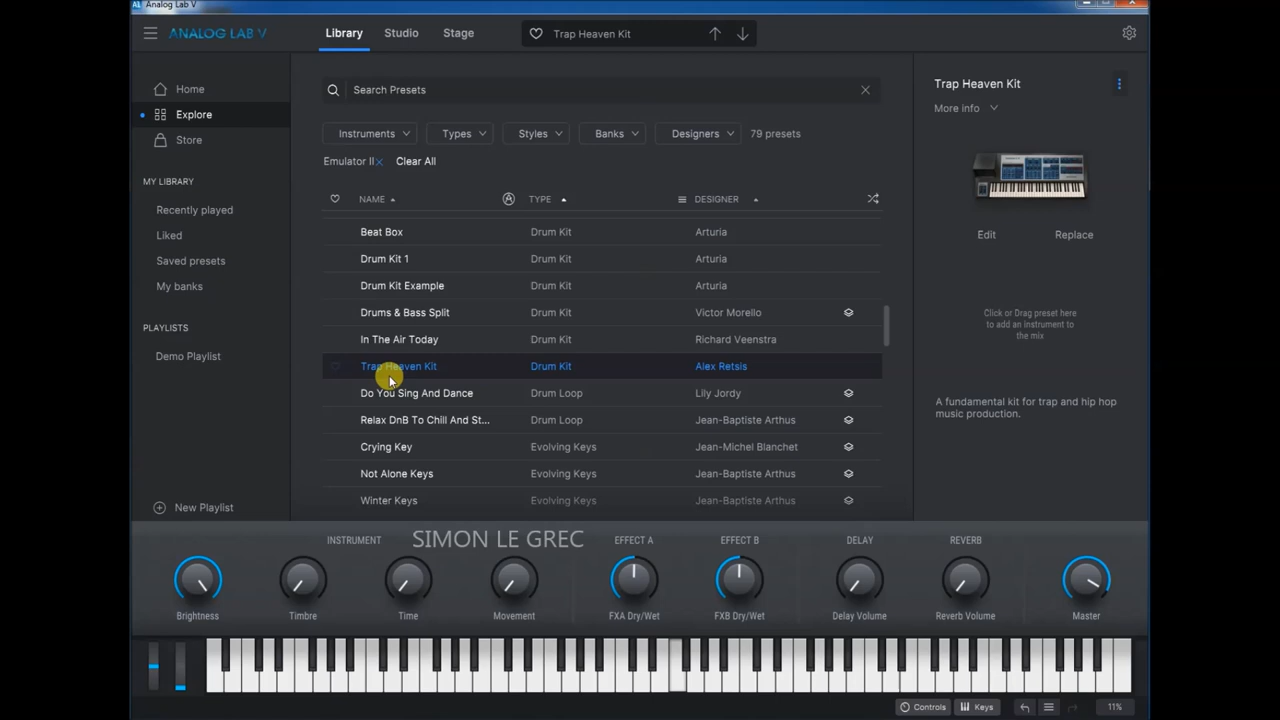 Analog Lab V
ANALOG LAB V
Library
Studio
Stage
Trap Heaven Kit
Home
Explore
Store
MY LIBRARY
Recently played
Liked
Saved presets
My banks
PLAYLISTS
Demo Playlist
New Playlist
Search Presets
Instruments
Types
Styles
Banks
Designers
79 presets
Emulator II
Clear All
NAME TYPE DESIGNER
Beat Box Drum Kit Arturia
Drum Kit 1 Drum Kit Arturia
Drum Kit Example Drum Kit Arturia
Drums & Bass Split Drum Kit Victor Morello
In The Air Today Drum Kit Richard Veenstra
Trap Heaven Kit Drum Kit Alex Retsis
Do You Sing And Dance Drum Loop Lily Jordy
Relax DnB To Chill And St... Drum Loop Jean-Baptiste Arthus
Crying Key Evolving Keys Jean-Michel Blanchet
Not Alone Keys Evolving Keys Jean-Baptiste Arthus
Winter Keys Evolving Keys Jean-Baptiste Arthus
Trap Heaven Kit
More info
Edit
Replace
Click or Drag preset here
to add an instrument to
the mix
A fundamental kit for trap and hip hop
music production.
INSTRUMENT
SIMON LE GREC
EFFECT A
EFFECT B
DELAY
REVERB
Brightness
Timbre
Time
Movement
FXA Dry/Wet
FXB Dry/Wet
Delay Volume
Reverb Volume
Master
Controls
Keys
11%